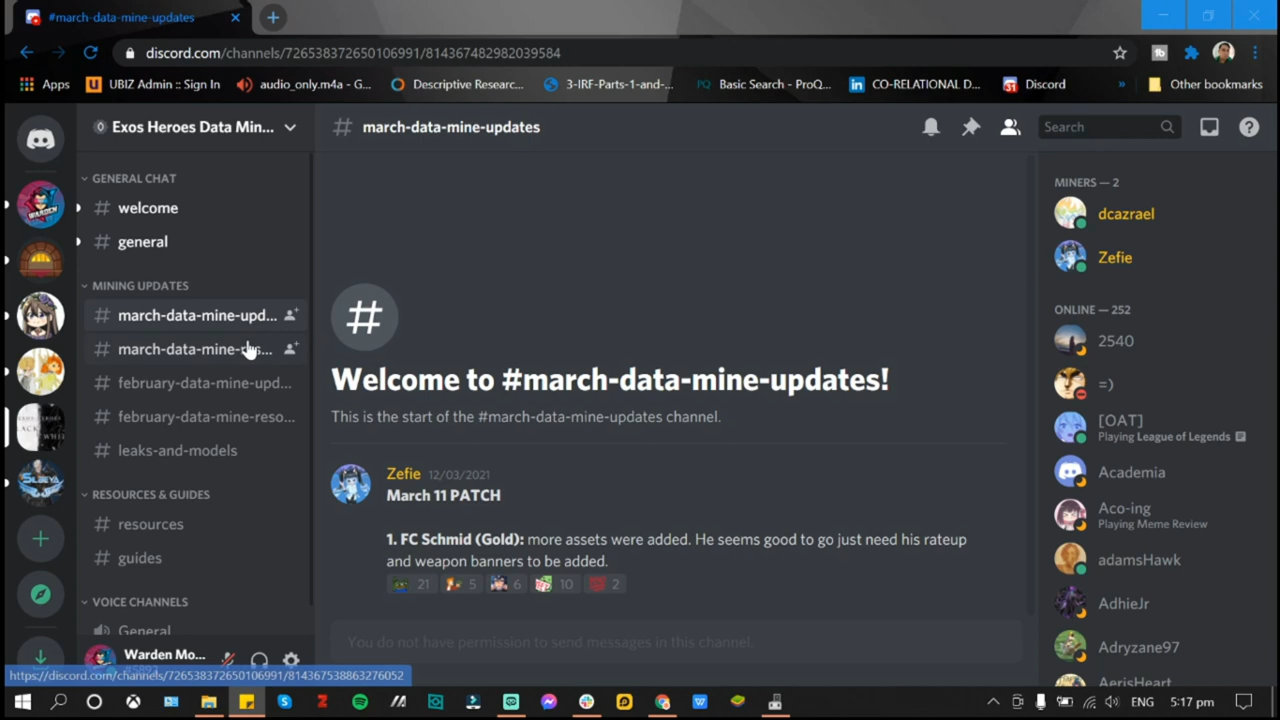 #march-data-mine-updates
discord.com/channels/726538372650106991/814367482982039584
Apps
UBIZ Admin :: Sign In
audio_only.m4a - G...
Descriptive Researc...
3-IRF-Parts-1-and-...
Basic Search - ProQ...
CO-RELATIONAL D...
Discord
Other bookmarks
Exos Heroes Data Min...
march-data-mine-updates
Search
GENERAL CHAT
welcome
general
MINING UPDATES
march-data-mine-upd...
february-data-mine-upd...
february-data-mine-reso...
leaks-and-models
RESOURCES & GUIDES
resources
guides
VOICE CHANNELS
General
Warden Mo...
Welcome to #march-data-mine-updates!
This is the start of the #march-data-mine-updates channel.
Zefie 12/03/2021
March 11 PATCH
1. FC Schmid (Gold): more assets were added. He seems good to go just need his rateup
and weapon banners to be added.
21 5 6 10 2
You do not have permission to send messages in this channel.
MINERS — 2
dcazrael
Zefie
ONLINE — 252
2540
=)
[OAT]
Playing League of Legends
Academia
Aco-ing
Playing Meme Review
adamsHawk
AdhieJr
Adryzane97
AerisHeart
https://discord.com/channels/726538372650106991/814367538863276052
ENG
5:17 pm